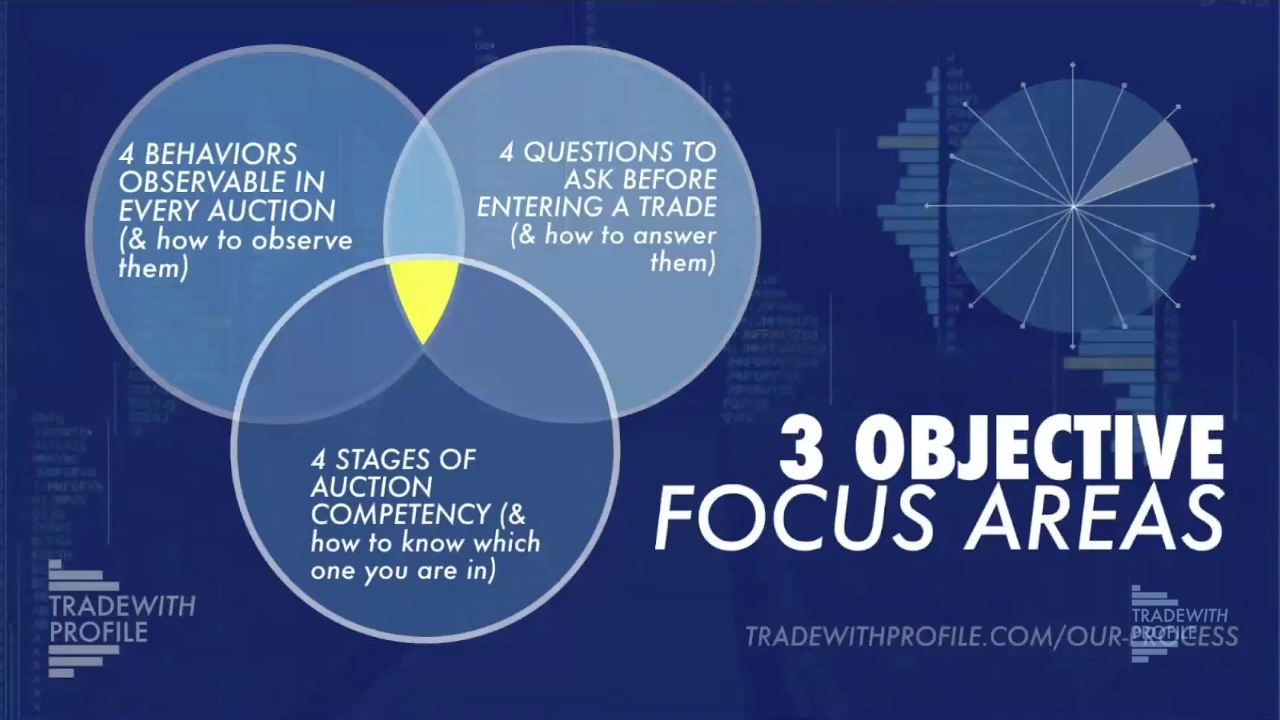 4 BEHAVIORS
OBSERVABLE IN
EVERY AUCTION
(& how to observe
them)
4 QUESTIONS TO
ASK BEFORE
ENTERING A TRADE
(& how to answer
them)
4 STAGES OF
AUCTION
COMPETENCY (&
how to know which
one you are in)
3 OBJECTIVE
FOCUS AREAS
TRADEWITH
PROFILE
TRADEWITHPROFILE.COM/OUR-PROCESS
TRADEWITH
PROFILE